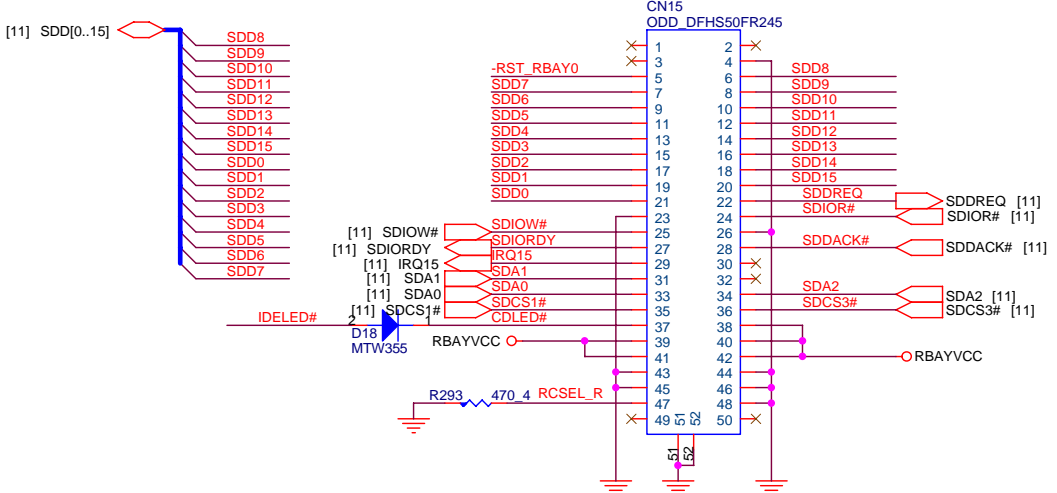 CN15
ODD_DFHS50FR245
[11] SDD[0..15]
SDD8
SDD9
SDD10
SDD11
SDD12
SDD13
SDD14
SDD15
SDD0
SDD1
SDD2
SDD3
SDD4
SDD5
SDD6
SDD7
1 2
3 4
-RST_RBAY0 5 6 SDD8
SDD7 7 8 SDD9
SDD6 9 10 SDD10
SDD5 11 12 SDD11
SDD4 13 14 SDD12
SDD3 15 16 SDD13
SDD2 17 18 SDD14
SDD1 19 20 SDD15
SDD0 21 22 SDDREQ SDDREQ [11]
23 24 SDIOR# SDIOR# [11]
[11] SDIOW# SDIOW# 25 26
[11] SDIORDY SDIORDY 27 28 SDDACK# SDDACK# [11]
[11] IRQ15 IRQ15 29 30
[11] SDA1 SDA1 31 32
[11] SDA0 SDA0 33 34 SDA2 SDA2 [11]
[11] SDCS1# SDCS1# 35 36 SDCS3# SDCS3# [11]
IDELED# 2 1 CDLED# 37 38
D18
MTW355
RBAYVCC 39 40
41 42 RBAYVCC
43 44
45 46
R293 470_4 RCSEL_R 47 48
49 51 52 50
51 52